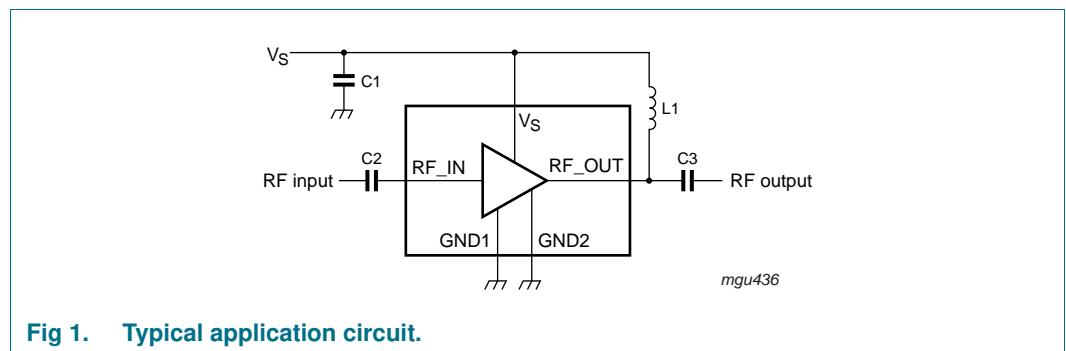 VS
C1
L1
VS
C2
C3
RF_IN
RF_OUT
RF input
RF output
GND1
GND2
mgu436
Fig 1. Typical application circuit.